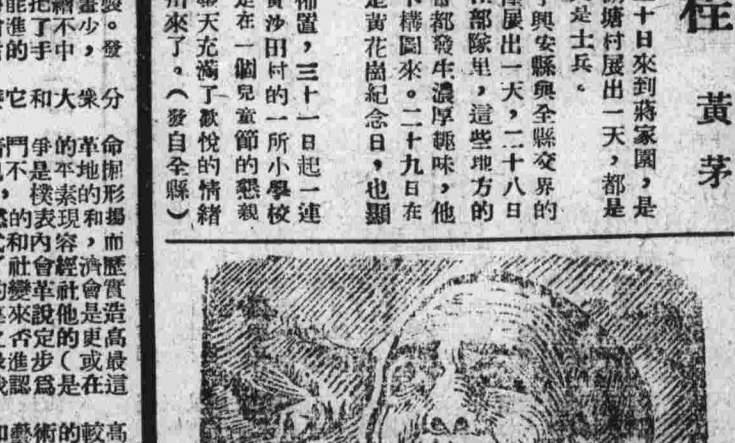 黃茅
十日來到蔣家園,是
塘村展出一天,都是
是士兵。
興安縣興全縣交界的
展出一天,二十八日
部隊里,這些地方的
都發生濃厚趣味,他
構圖來。二十九日在
是黃花崗紀念日,也顯
佈置,三十一日起一連
黃沙田村的一所小學校
是在一個兒童節的懇親
天充滿了歡悅的情緒
來了。(發自全縣)
。發分命掘形揚而歷實造高最這高
畫少,衆革地的和,濟會是更或在較
繪不中大的平素現容經社他的(是的
把了手和爭是樸表內會革說定步爲術
能進的它鬥不的和社變來否進認藝